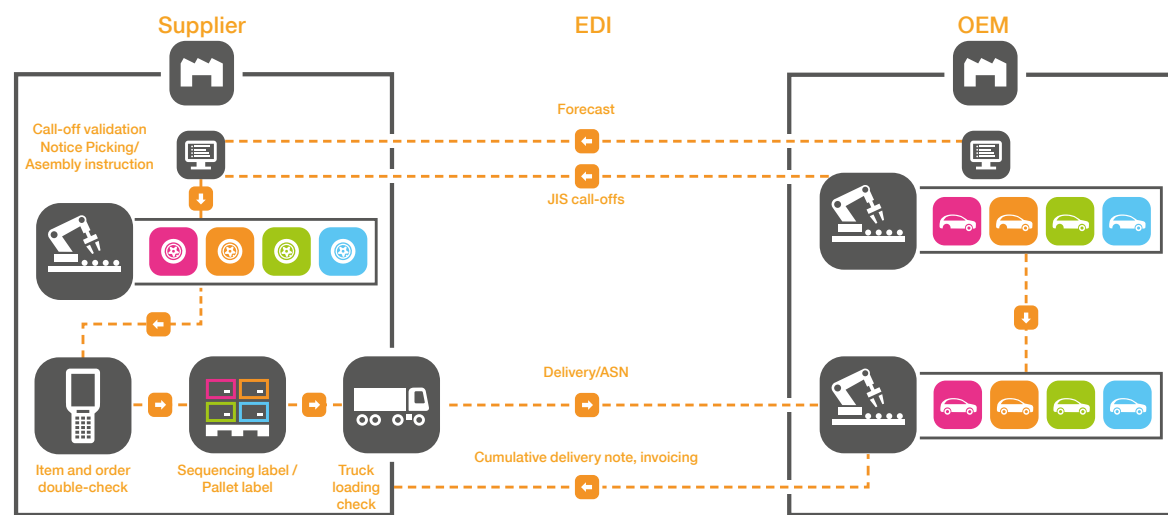 Supplier
EDI
OEM
Forecast
Call-off validation
Notice Picking/
Asembly instruction
JIS call-offs
Delivery/ASN
Cumulative delivery note, invoicing
Item and order
double-check
Sequencing label /
Pallet label
Truck
loading
check